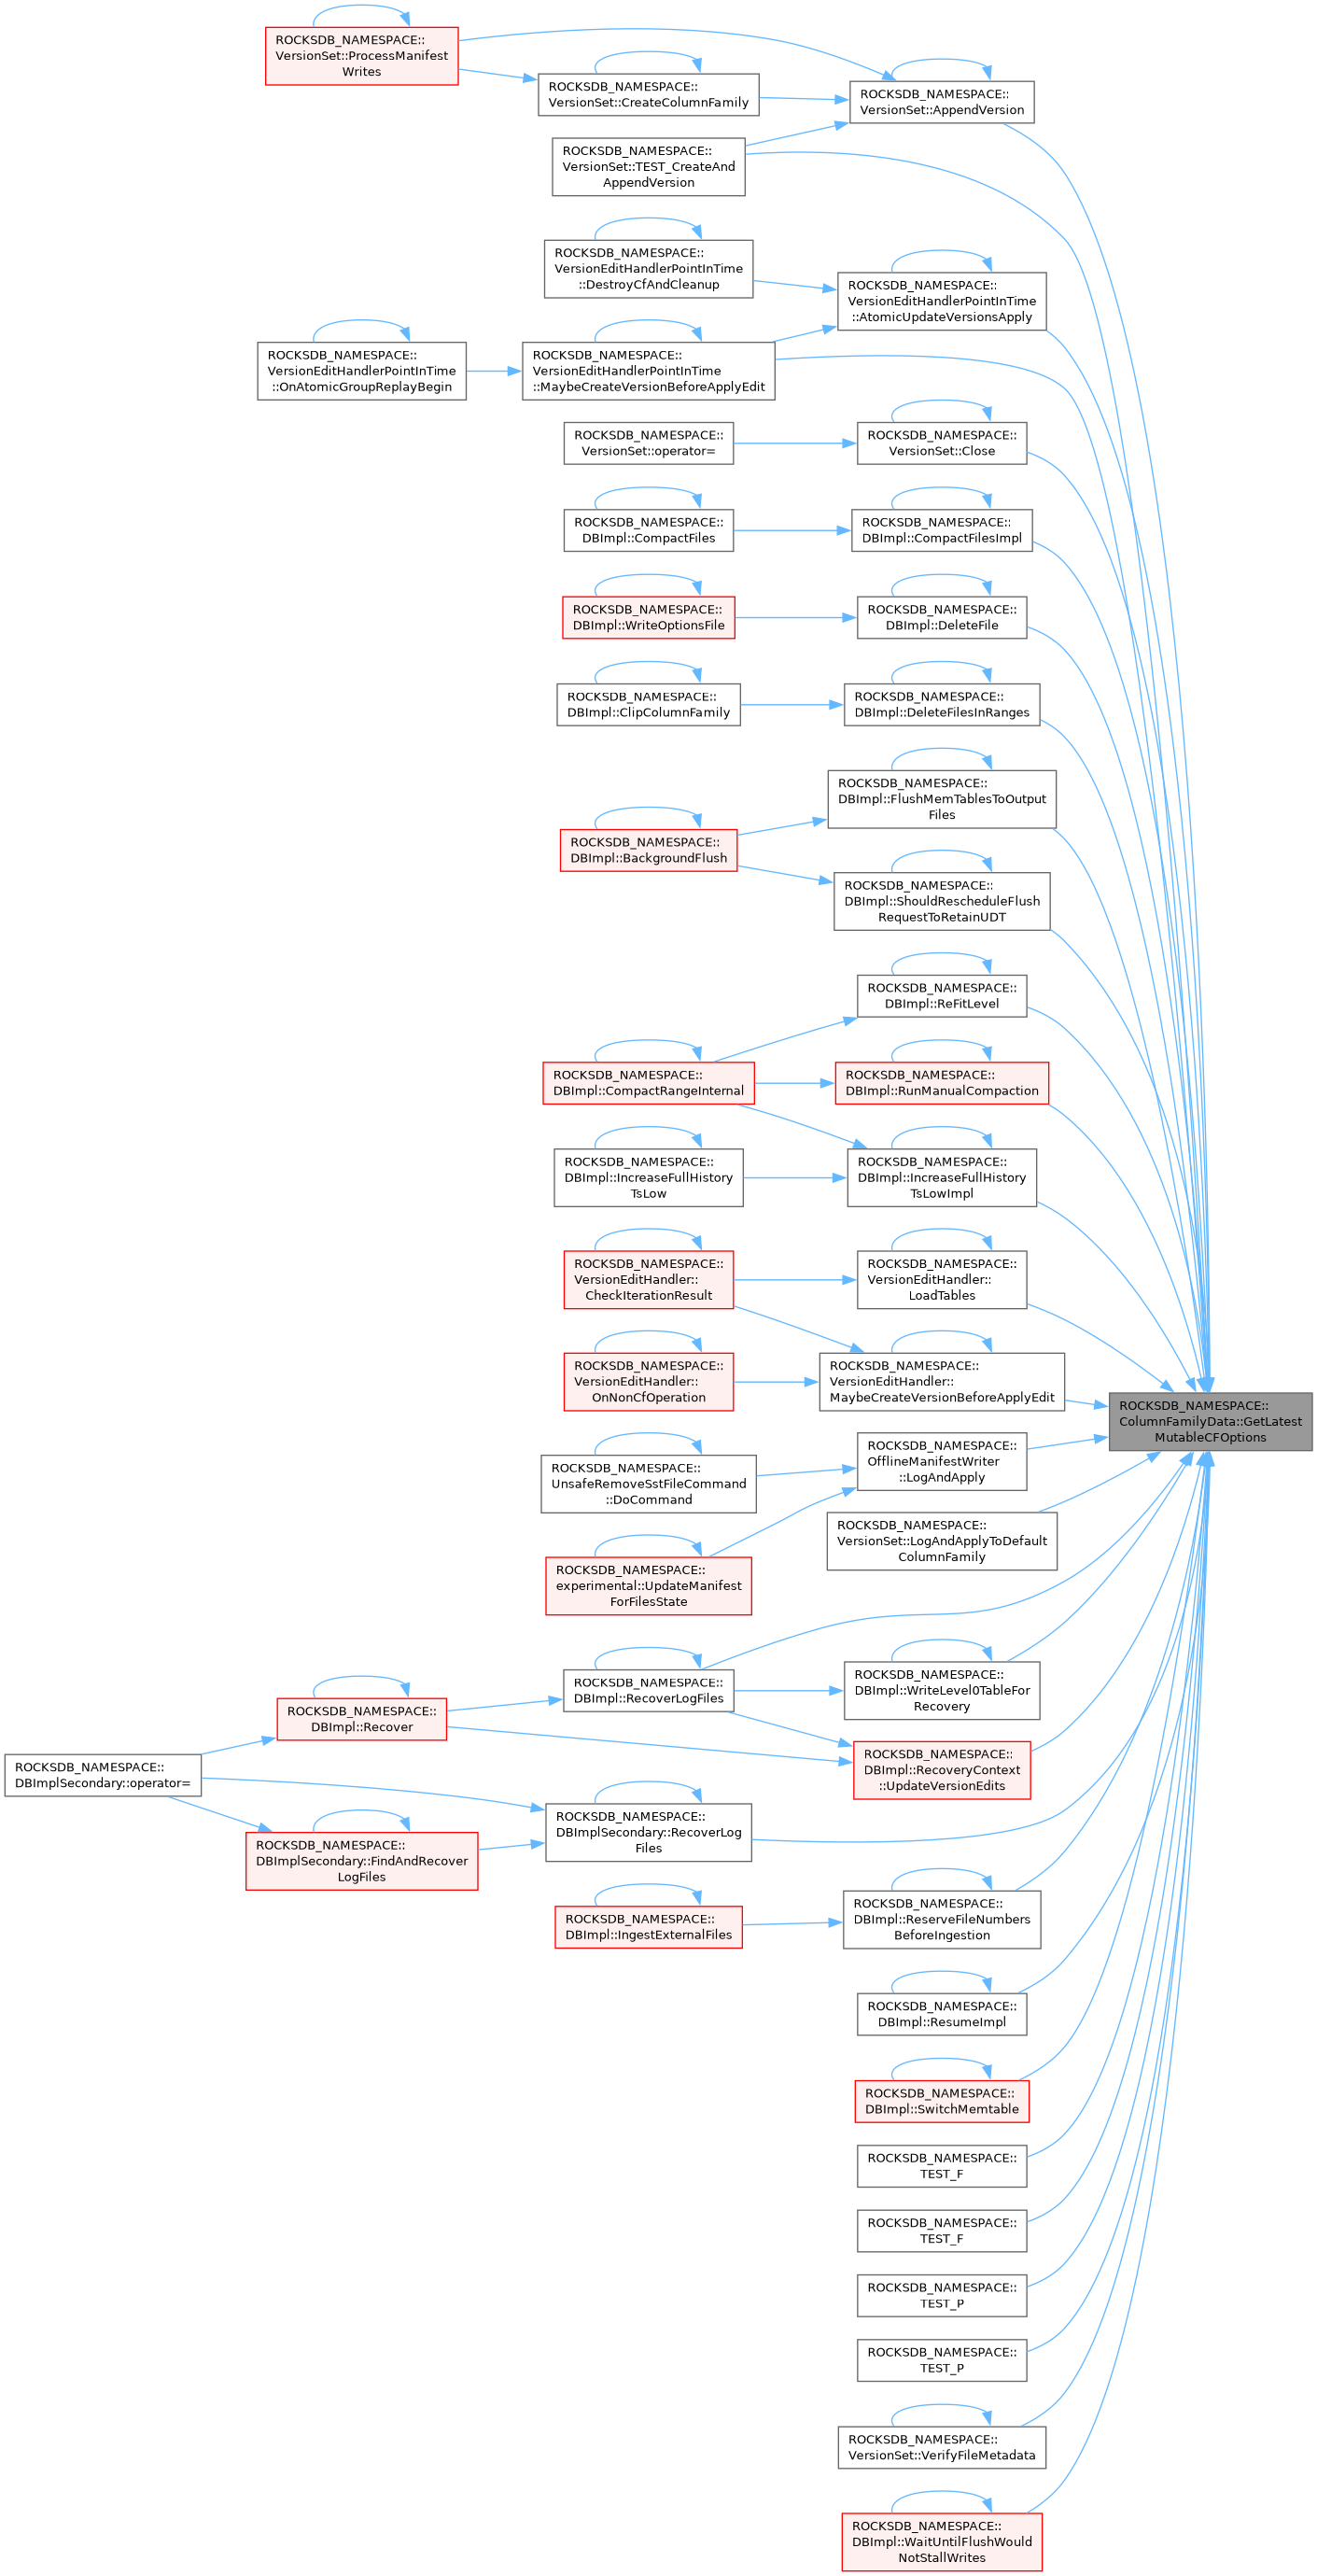 ROCKSDB_NAMESPACE::
VersionSet::ProcessManifest
Writes
ROCKSDB_NAMESPACE::
VersionSet::CreateColumnFamily
ROCKSDB_NAMESPACE::
VersionSet::AppendVersion
ROCKSDB_NAMESPACE::
VersionSet::TEST_CreateAnd
AppendVersion
ROCKSDB_NAMESPACE::
VersionEditHandlerPointInTime
::DestroyCfAndCleanup
ROCKSDB_NAMESPACE::
VersionEditHandlerPointInTime
::AtomicUpdateVersionsApply
ROCKSDB_NAMESPACE::
VersionEditHandlerPointInTime
::OnAtomicGroupReplayBegin
ROCKSDB_NAMESPACE::
VersionEditHandlerPointInTime
::MaybeCreateVersionBeforeApplyEdit
ROCKSDB_NAMESPACE::
VersionSet::operator=
ROCKSDB_NAMESPACE::
VersionSet::Close
ROCKSDB_NAMESPACE::
DBImpl::CompactFiles
ROCKSDB_NAMESPACE::
DBImpl::CompactFilesImpl
ROCKSDB_NAMESPACE::
DBImpl::WriteOptionsFile
ROCKSDB_NAMESPACE::
DBImpl::DeleteFile
ROCKSDB_NAMESPACE::
DBImpl::ClipColumnFamily
ROCKSDB_NAMESPACE::
DBImpl::DeleteFilesInRanges
ROCKSDB_NAMESPACE::
DBImpl::FlushMemTablesToOutput
Files
ROCKSDB_NAMESPACE::
DBImpl::BackgroundFlush
ROCKSDB_NAMESPACE::
DBImpl::ShouldRescheduleFlush
RequestToRetainUDT
ROCKSDB_NAMESPACE::
DBImpl::ReFitLevel
ROCKSDB_NAMESPACE::
DBImpl::CompactRangeInternal
ROCKSDB_NAMESPACE::
DBImpl::RunManualCompaction
ROCKSDB_NAMESPACE::
DBImpl::IncreaseFullHistory
TsLow
ROCKSDB_NAMESPACE::
DBImpl::IncreaseFullHistory
TsLowImpl
ROCKSDB_NAMESPACE::
VersionEditHandler::
CheckIterationResult
ROCKSDB_NAMESPACE::
VersionEditHandler::
LoadTables
ROCKSDB_NAMESPACE::
VersionEditHandler::
OnNonCfOperation
ROCKSDB_NAMESPACE::
VersionEditHandler::
MaybeCreateVersionBeforeApplyEdit
ROCKSDB_NAMESPACE::
ColumnFamilyData::GetLatest
MutableCFOptions
ROCKSDB_NAMESPACE::
UnsafeRemoveSstFileCommand
::DoCommand
ROCKSDB_NAMESPACE::
OfflineManifestWriter
::LogAndApply
ROCKSDB_NAMESPACE::
VersionSet::LogAndApplyToDefault
ColumnFamily
ROCKSDB_NAMESPACE::
experimental::UpdateManifest
ForFilesState
ROCKSDB_NAMESPACE::
DBImpl::Recover
ROCKSDB_NAMESPACE::
DBImpl::RecoverLogFiles
ROCKSDB_NAMESPACE::
DBImpl::WriteLevel0TableFor
Recovery
ROCKSDB_NAMESPACE::
DBImplSecondary::operator=
ROCKSDB_NAMESPACE::
DBImpl::RecoveryContext
::UpdateVersionEdits
ROCKSDB_NAMESPACE::
DBImplSecondary::FindAndRecover
LogFiles
ROCKSDB_NAMESPACE::
DBImplSecondary::RecoverLog
Files
ROCKSDB_NAMESPACE::
DBImpl::IngestExternalFiles
ROCKSDB_NAMESPACE::
DBImpl::ReserveFileNumbers
BeforeIngestion
ROCKSDB_NAMESPACE::
DBImpl::ResumeImpl
ROCKSDB_NAMESPACE::
DBImpl::SwitchMemtable
ROCKSDB_NAMESPACE::
TEST_F
ROCKSDB_NAMESPACE::
TEST_F
ROCKSDB_NAMESPACE::
TEST_P
ROCKSDB_NAMESPACE::
TEST_P
ROCKSDB_NAMESPACE::
VersionSet::VerifyFileMetadata
ROCKSDB_NAMESPACE::
DBImpl::WaitUntilFlushWould
NotStallWrites